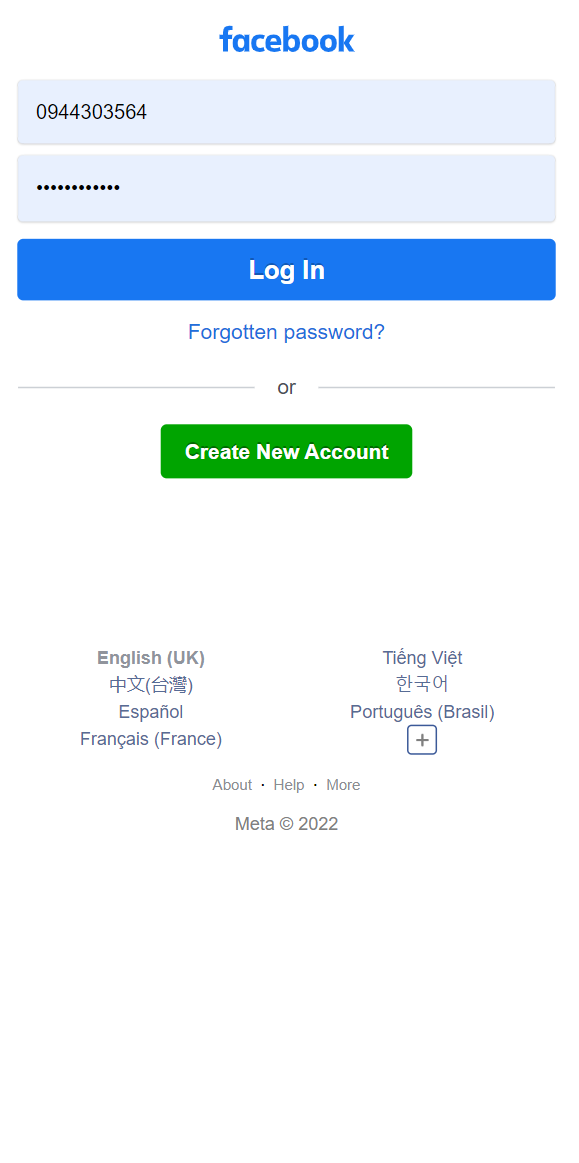 facebook
0944303564
••••••••••••
Log In
Forgotten password?
or
Create New Account
English (UK)
Tiếng Việt
中文(台灣)
한국어
Español
Português (Brasil)
Français (France)
About · Help · More
Meta © 2022